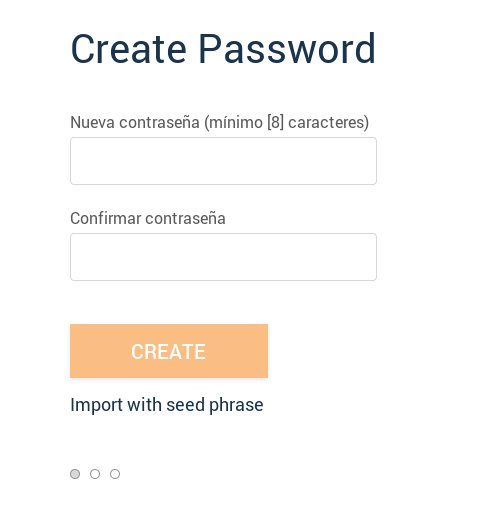 Create Password
Nueva contraseña (mínimo [8] caracteres)
Confirmar contraseña
CREATE
Import with seed phrase